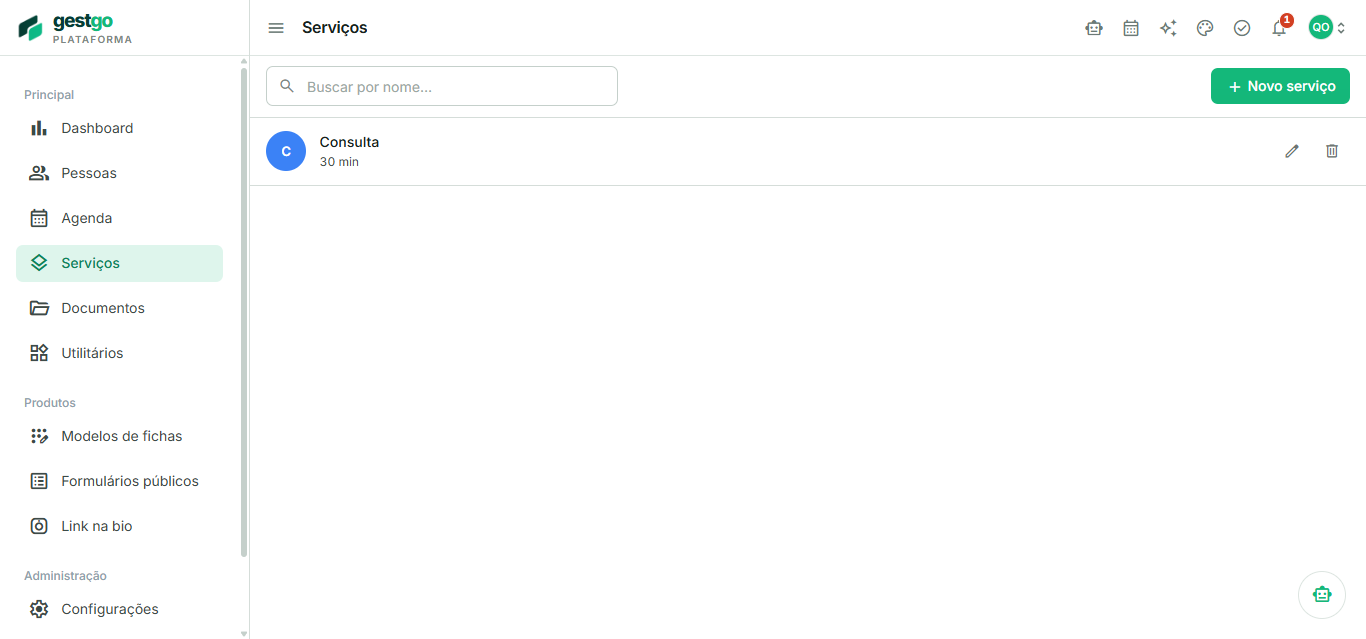 gestgo
PLATAFORMA
Serviços
1
QO
Principal
Dashboard
Pessoas
Agenda
Serviços
Documentos
Utilitários
Produtos
Modelos de fichas
Formulários públicos
Link na bio
Administração
Configurações
Buscar por nome...
+ Novo serviço
C
Consulta
30 min